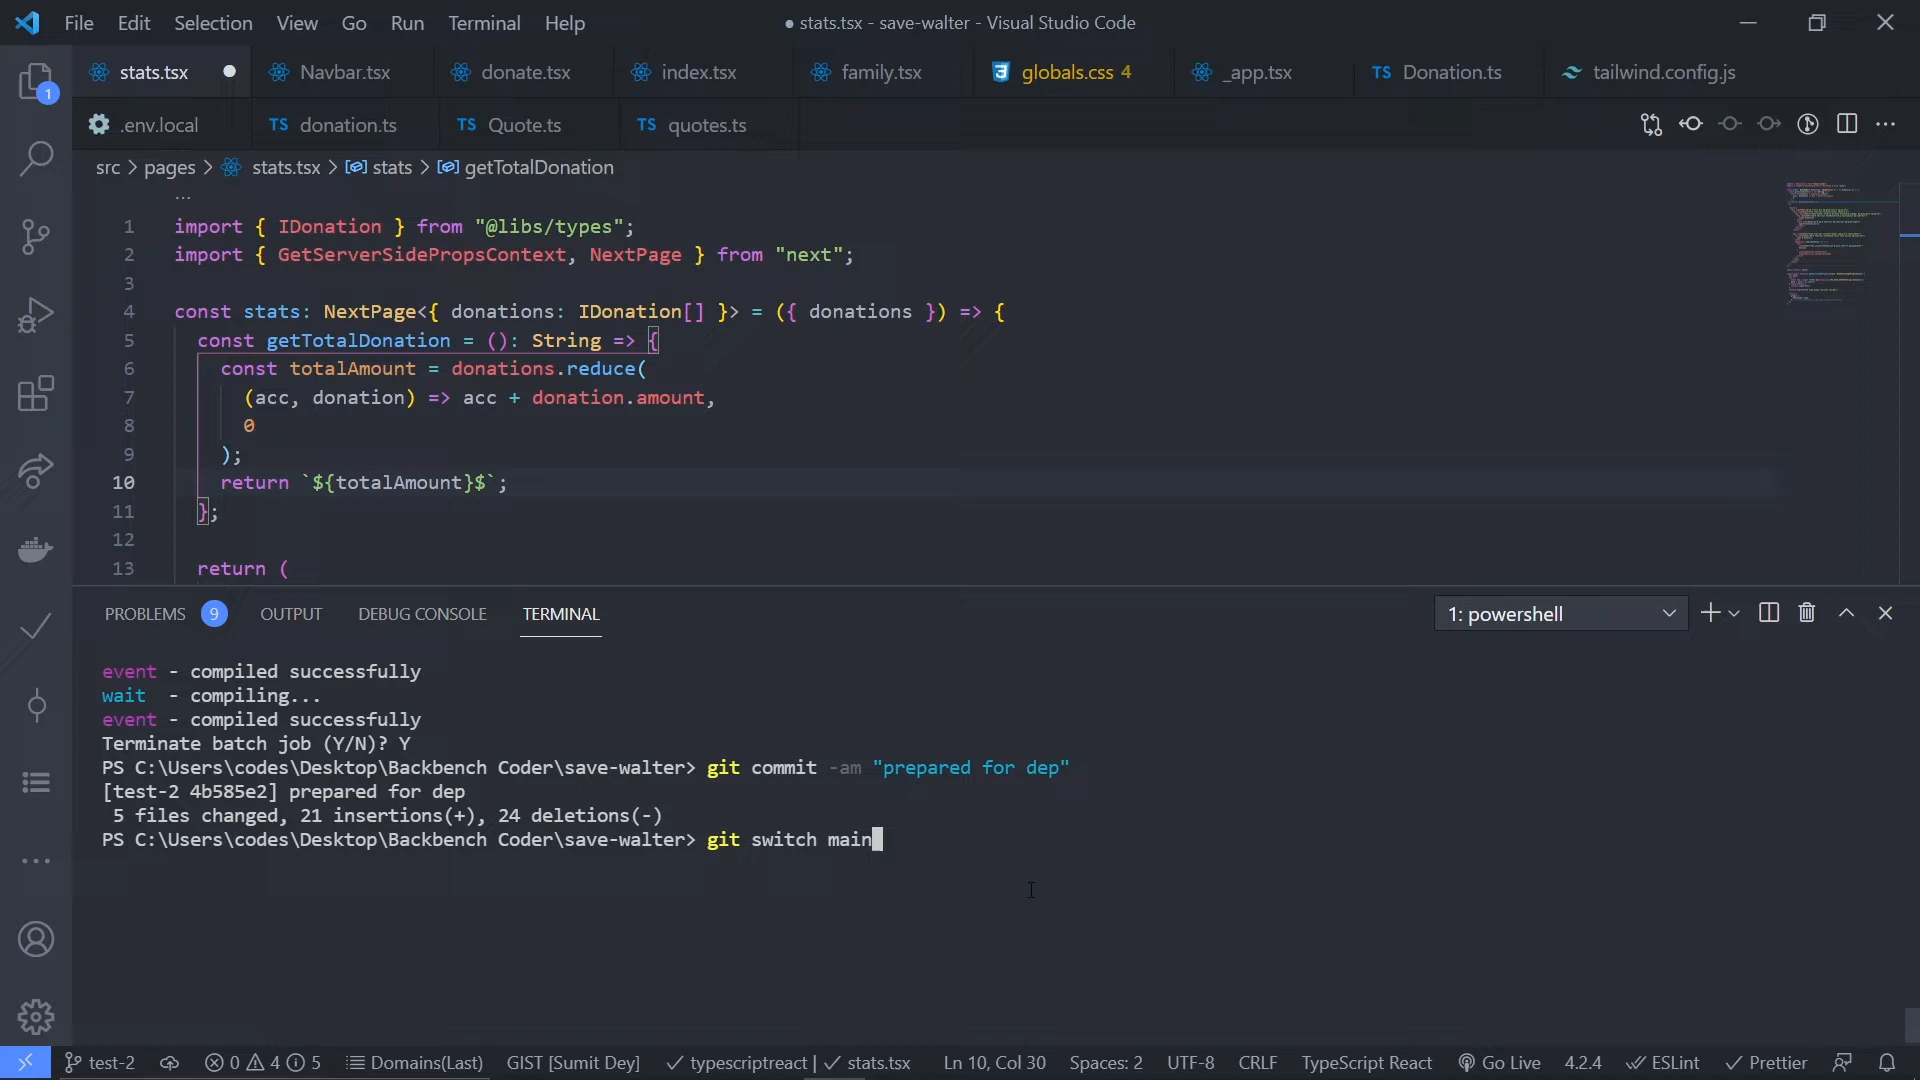 File Edit Selection View Go Run Terminal Help ● stats.tsx - save-walter - Visual Studio Code
stats.tsx ● Navbar.tsx donate.tsx index.tsx family.tsx globals.css 4 _app.tsx TS Donation.ts tailwind.config.js
1
.env.local TS donation.ts TS Quote.ts TS quotes.ts ...
src > pages > stats.tsx > stats > getTotalDonation
...
1 import { IDonation } from "@libs/types";
2 import { GetServerSidePropsContext, NextPage } from "next";
3
4 const stats: NextPage<{ donations: IDonation[] }> = ({ donations }) => {
5 const getTotalDonation = (): String => {
6 const totalAmount = donations.reduce(
7 (acc, donation) => acc + donation.amount,
8 0
9 );
10 return `${totalAmount}$`;
11 };
12
13 return (
PROBLEMS 9 OUTPUT DEBUG CONSOLE TERMINAL 1: powershell
event - compiled successfully
wait - compiling...
event - compiled successfully
Terminate batch job (Y/N)? Y
PS C:\Users\codes\Desktop\Backbench Coder\save-walter> git commit -am "prepared for dep"
[test-2 4b585e2] prepared for dep
5 files changed, 21 insertions(+), 24 deletions(-)
PS C:\Users\codes\Desktop\Backbench Coder\save-walter> git switch main
test-2 0 4 5 Domains(Last) GIST [Sumit Dey] typescriptreact | stats.tsx Ln 10, Col 30 Spaces: 2 UTF-8 CRLF TypeScript React Go Live 4.2.4 ESLint Prettier